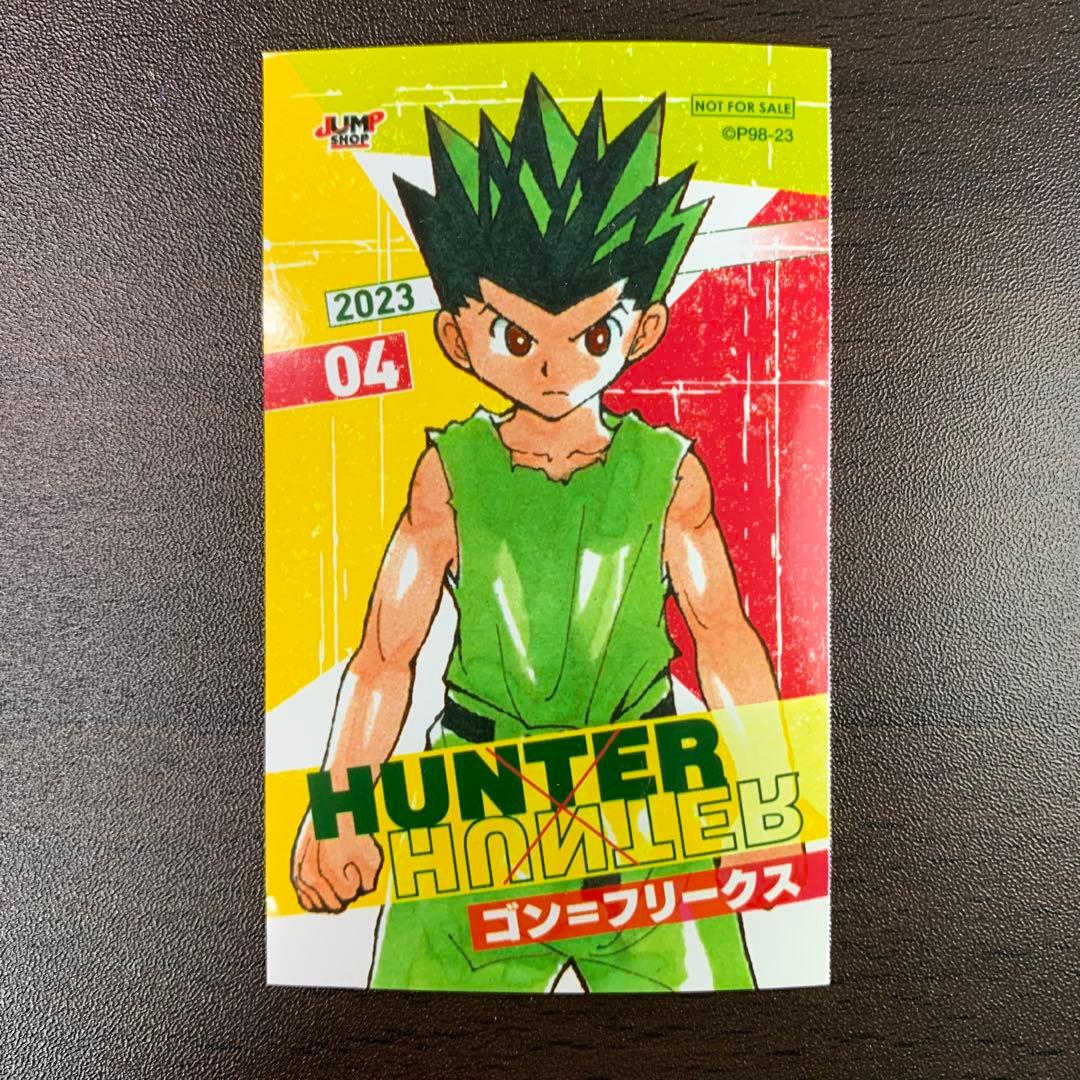 JUMP
SHOP
NOT FOR SALE
©P98-23
2023
04
HUNTER
×
HUNTER
ゴン=フリークス